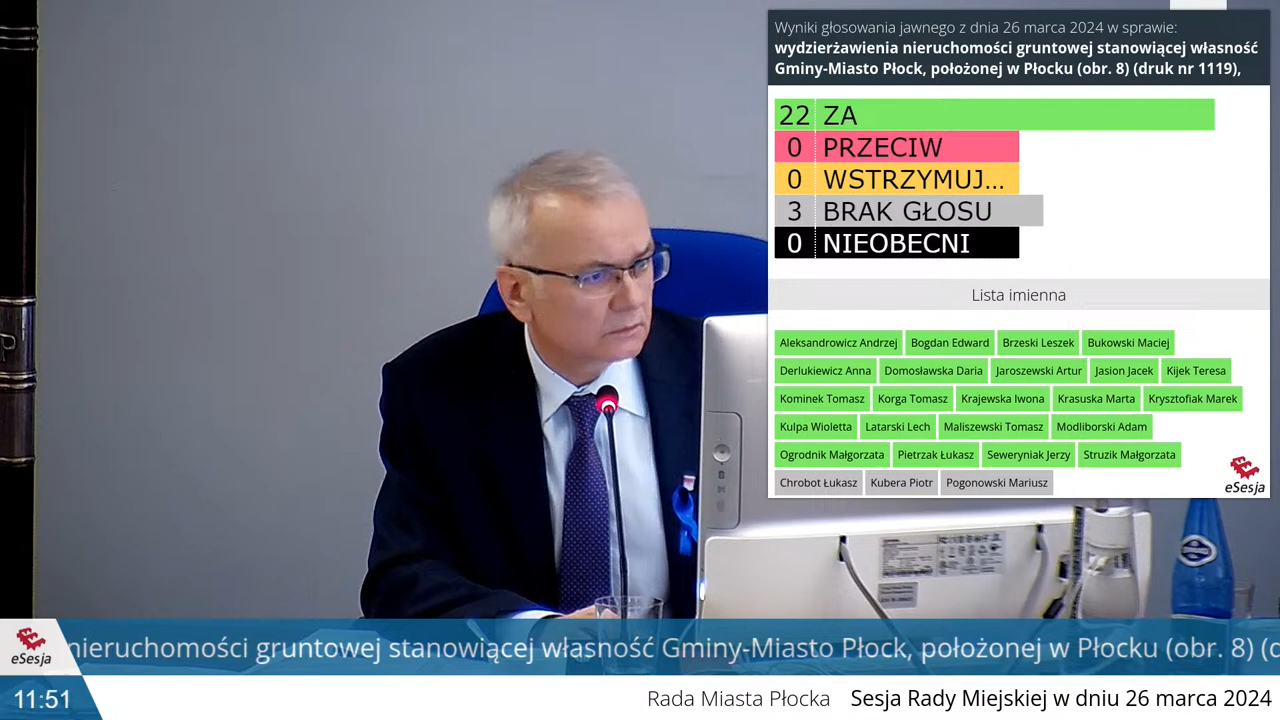 Wyniki głosowania jawnego z dnia 26 marca 2024 w sprawie:
wydzierżawienia nieruchomości gruntowej stanowiącej własność
Gminy-Miasto Płock, położonej w Płocku (obr. 8) (druk nr 1119),
22 ZA
0 PRZECIW
0 WSTRZYMUJ...
3 BRAK GŁOSU
0 NIEOBECNI
Lista imienna
Aleksandrowicz Andrzej Bogdan Edward Brzeski Leszek Bukowski Maciej
Derlukiewicz Anna Domosławska Daria Jaroszewski Artur Jasion Jacek Kijek Teresa
Kominek Tomasz Korga Tomasz Krajewska Iwona Krasuska Marta Krysztofiak Marek
Kulpa Wioletta Latarski Lech Maliszewski Tomasz Modliborski Adam
Ogrodnik Małgorzata Pietrzak Łukasz Seweryniak Jerzy Struzik Małgorzata
Chrobot Łukasz Kubera Piotr Pogonowski Mariusz
eSesja
P
eSesja
nieruchomości gruntowej stanowiącej własność Gminy-Miasto Płock, położonej w Płocku (obr. 8) (d
11:51
Rada Miasta Płocka Sesja Rady Miejskiej w dniu 26 marca 2024